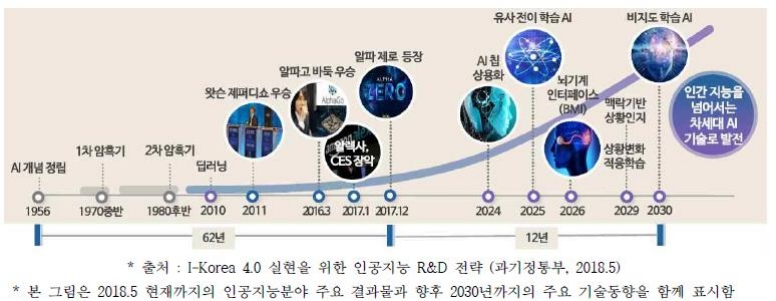 유사 전이 학습 AI
비지도 학습 AI
알파 제로 등장
알파고 바둑 우승
AI 칩
상용화
왓슨 제퍼디쇼 우승
AlphaGo
ALPHA
ZERO
뇌기계
인터페이스
(BMI)
맥락기반
상황인지
인간 지능을
넘어서는
차세대 AI
기술로 발전
1차 암흑기
2차 암흑기
알렉사,
CES 장악
상황변화
적응학습
AI 개념 정립
딥러닝
1956
1970중반
1980후반
2010
2011
2016.3
2017.1
2017.12
2024
2025
2026
2029
2030
62년
12년
* 출처 : I-Korea 4.0 실현을 위한 인공지능 R&D 전략 (과기정통부, 2018.5)
* 본 그림은 2018.5 현재까지의 인공지능분야 주요 결과물과 향후 2030년까지의 주요 기술동향을 함께 표시함